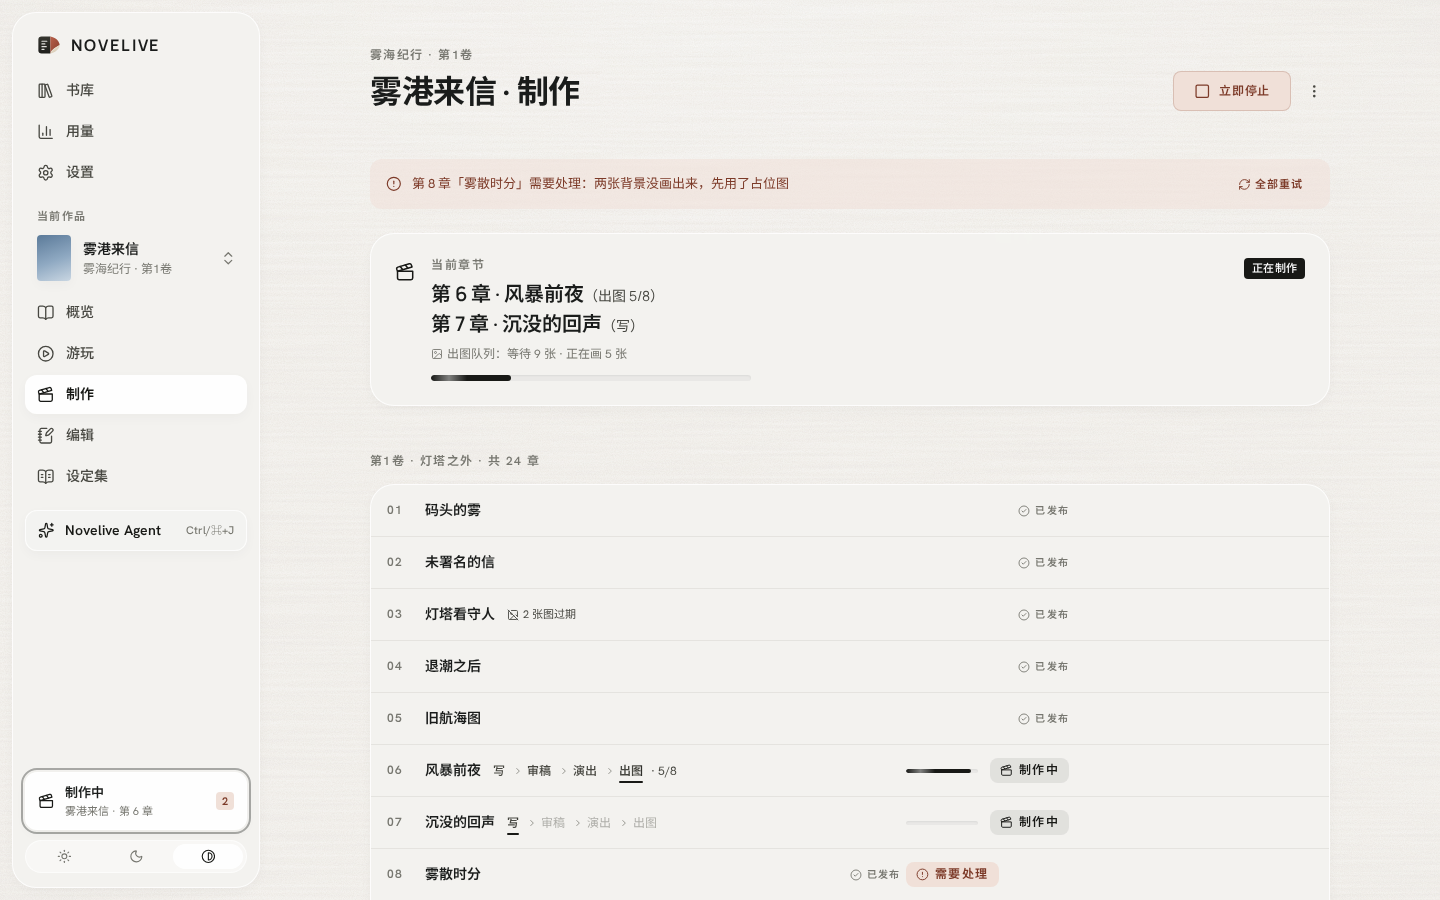 NOVELIVE
书库
用量
设置
当前作品
雾港来信
雾海纪行 · 第1卷
概览
游玩
制作
编辑
设定集
Novelive Agent Ctrl/⌘+J
制作中
雾港来信 · 第 6 章
2
雾海纪行 · 第1卷
雾港来信 · 制作
立即停止
第 8 章「雾散时分」需要处理：两张背景没画出来，先用了占位图
全部重试
当前章节
正在制作
第 6 章 · 风暴前夜（出图 5/8）
第 7 章 · 沉没的回声（写）
出图队列：等待 9 张 · 正在画 5 张
第1卷 · 灯塔之外 · 共 24 章
01 码头的雾 已发布
02 未署名的信 已发布
03 灯塔看守人 2 张图过期 已发布
04 退潮之后 已发布
05 旧航海图 已发布
06 风暴前夜 写 > 审稿 > 演出 > 出图 · 5/8 制作中
07 沉没的回声 写 > 审稿 > 演出 > 出图 制作中
08 雾散时分 已发布 需要处理